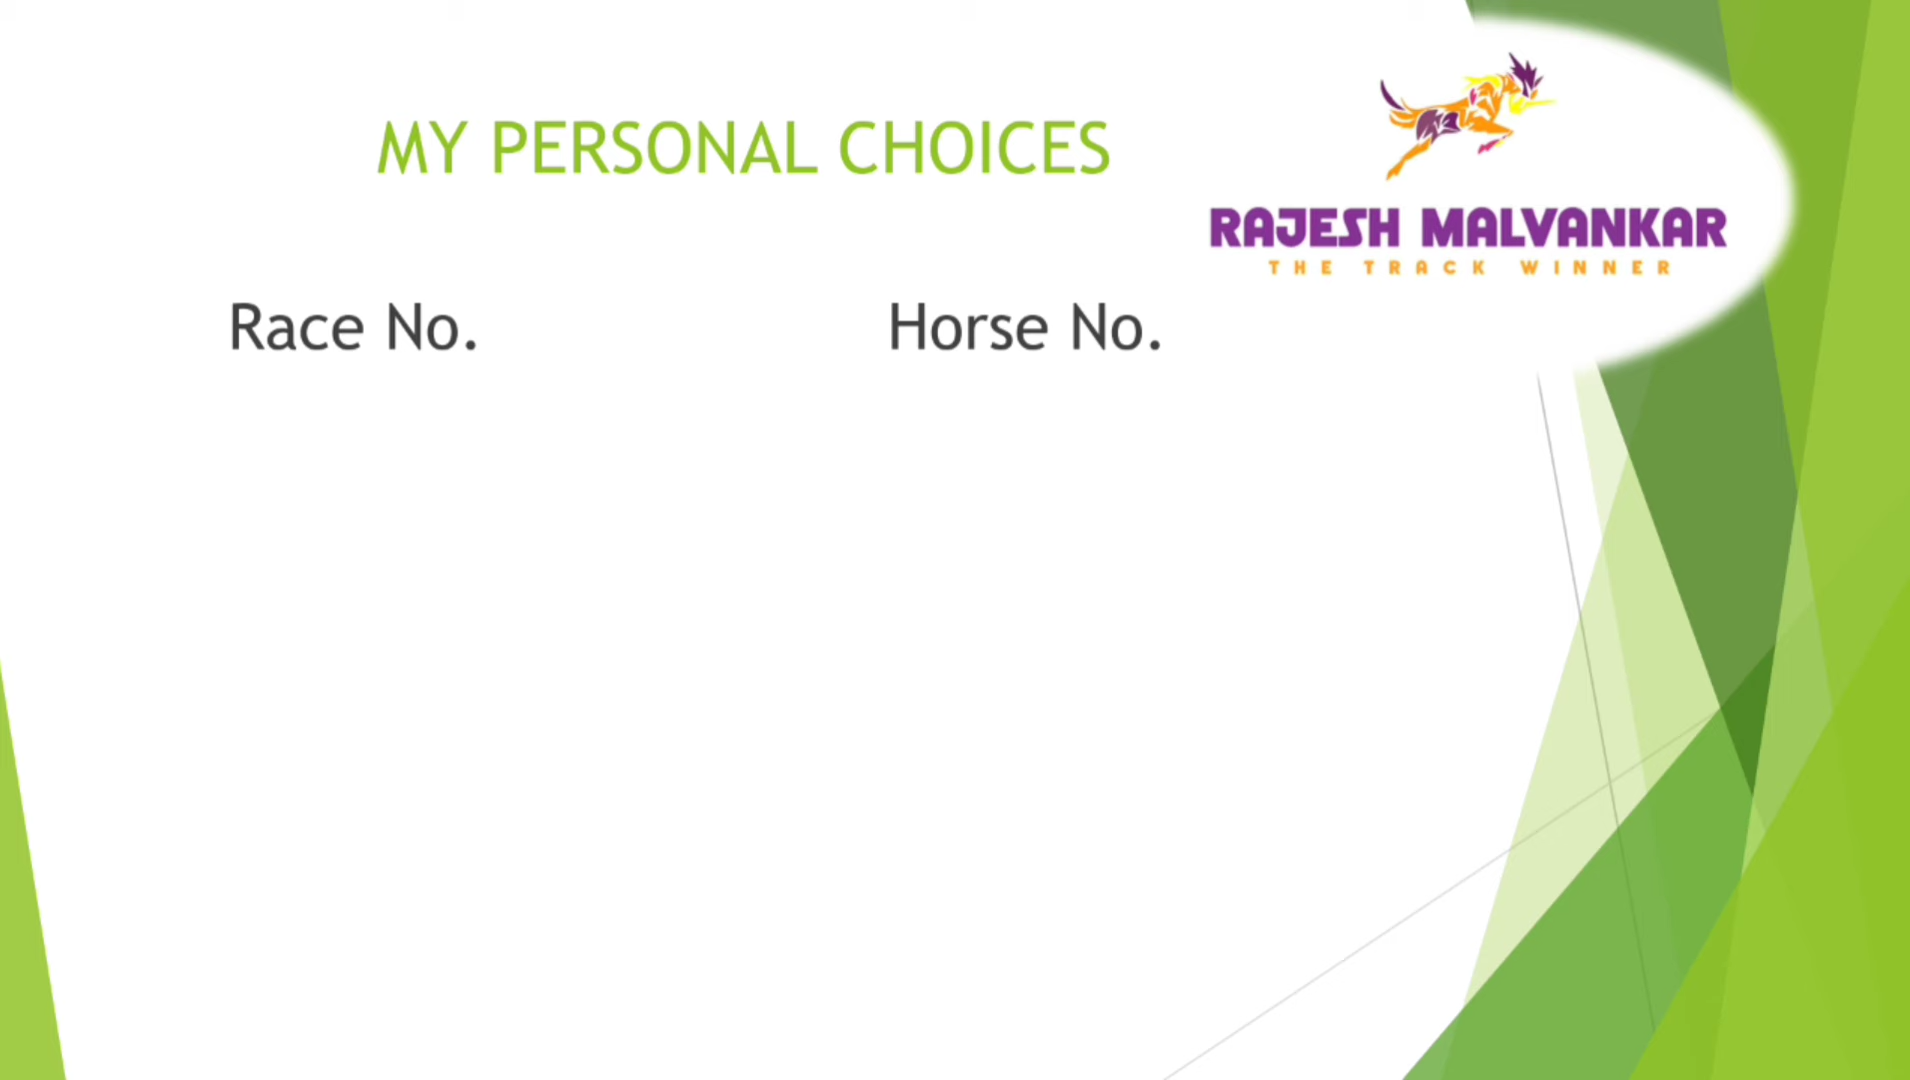 MY PERSONAL CHOICES
RAJESH MALVANKAR
THE TRACK WINNER
Race No. Horse No.